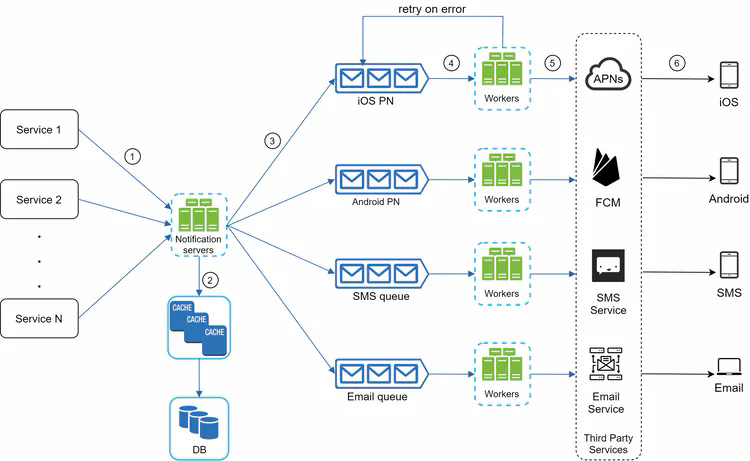 retry on error
4
5
6
iOS PN
Workers
APNs
iOS
Service 1
1
3
Service 2
Android PN
Workers
FCM
Android
.
.
.
Notification
servers
2
SMS queue
Workers
SMS
Service
SMS
Service N
CACHE
CACHE
CACHE
Email queue
Workers
Email
Service
Email
DB
Third Party
Services